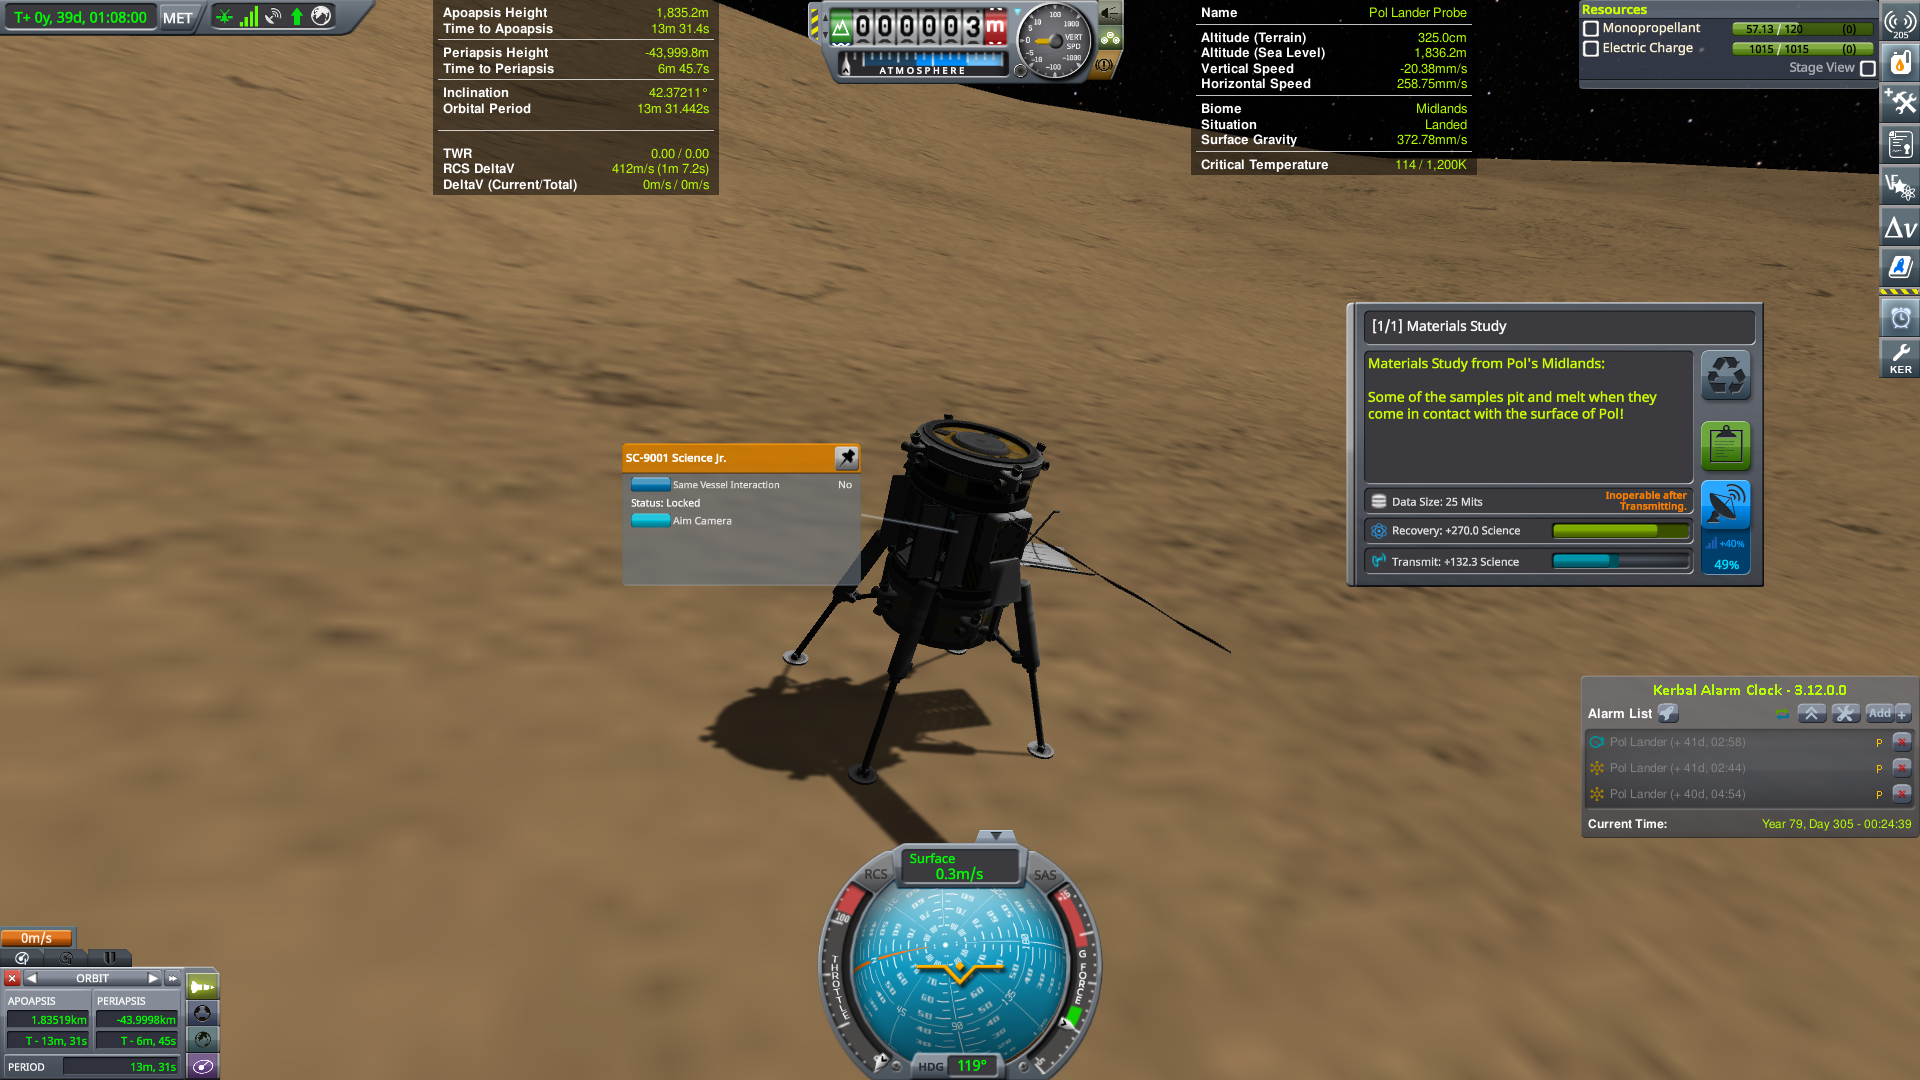 T+ 0y, 39d, 01:08:00 MET
Apoapsis Height 1,835.2m
Time to Apoapsis 13m 31.4s
Periapsis Height -43,999.8m
Time to Periapsis 6m 45.7s
Inclination 42.37211°
Orbital Period 13m 31.442s
TWR 0.00 / 0.00
RCS DeltaV 412m/s (1m 7.2s)
DeltaV (Current/Total) 0m/s / 0m/s
000003 m
ATMOSPHERE
VERT SPD
Name Pol Lander Probe
Altitude (Terrain) 325.0cm
Altitude (Sea Level) 1,836.2m
Vertical Speed -20.38mm/s
Horizontal Speed 258.75mm/s
Biome Midlands
Situation Landed
Surface Gravity 372.78mm/s
Critical Temperature 114 / 1,200K
Resources
Monopropellant 57.13 / 120 (0)
Electric Charge 1015 / 1015 (0)
Stage View
205
Δv
KER
[1/1] Materials Study
Materials Study from Pol's Midlands:
Some of the samples pit and melt when they
come in contact with the surface of Pol!
Data Size: 25 Mits
Inoperable after
Transmitting.
Recovery: +270.0 Science
Transmit: +132.3 Science
+40%
49%
SC-9001 Science Jr.
Same Vessel Interaction No
Status: Locked
Aim Camera
Kerbal Alarm Clock - 3.12.0.0
Alarm List Add +
Pol Lander (+ 41d, 02:58) P
Pol Lander (+ 41d, 02:44) P
Pol Lander (+ 40d, 04:54) P
Current Time: Year 79, Day 305 - 00:24:39
RCS
Surface
0.3m/s
SAS
THROTTLE
G FORCE
HDG 119°
0m/s
ORBIT
APOAPSIS PERIAPSIS
1.83519km -43.9998km
T - 13m, 31s T - 6m, 45s
PERIOD 13m, 31s